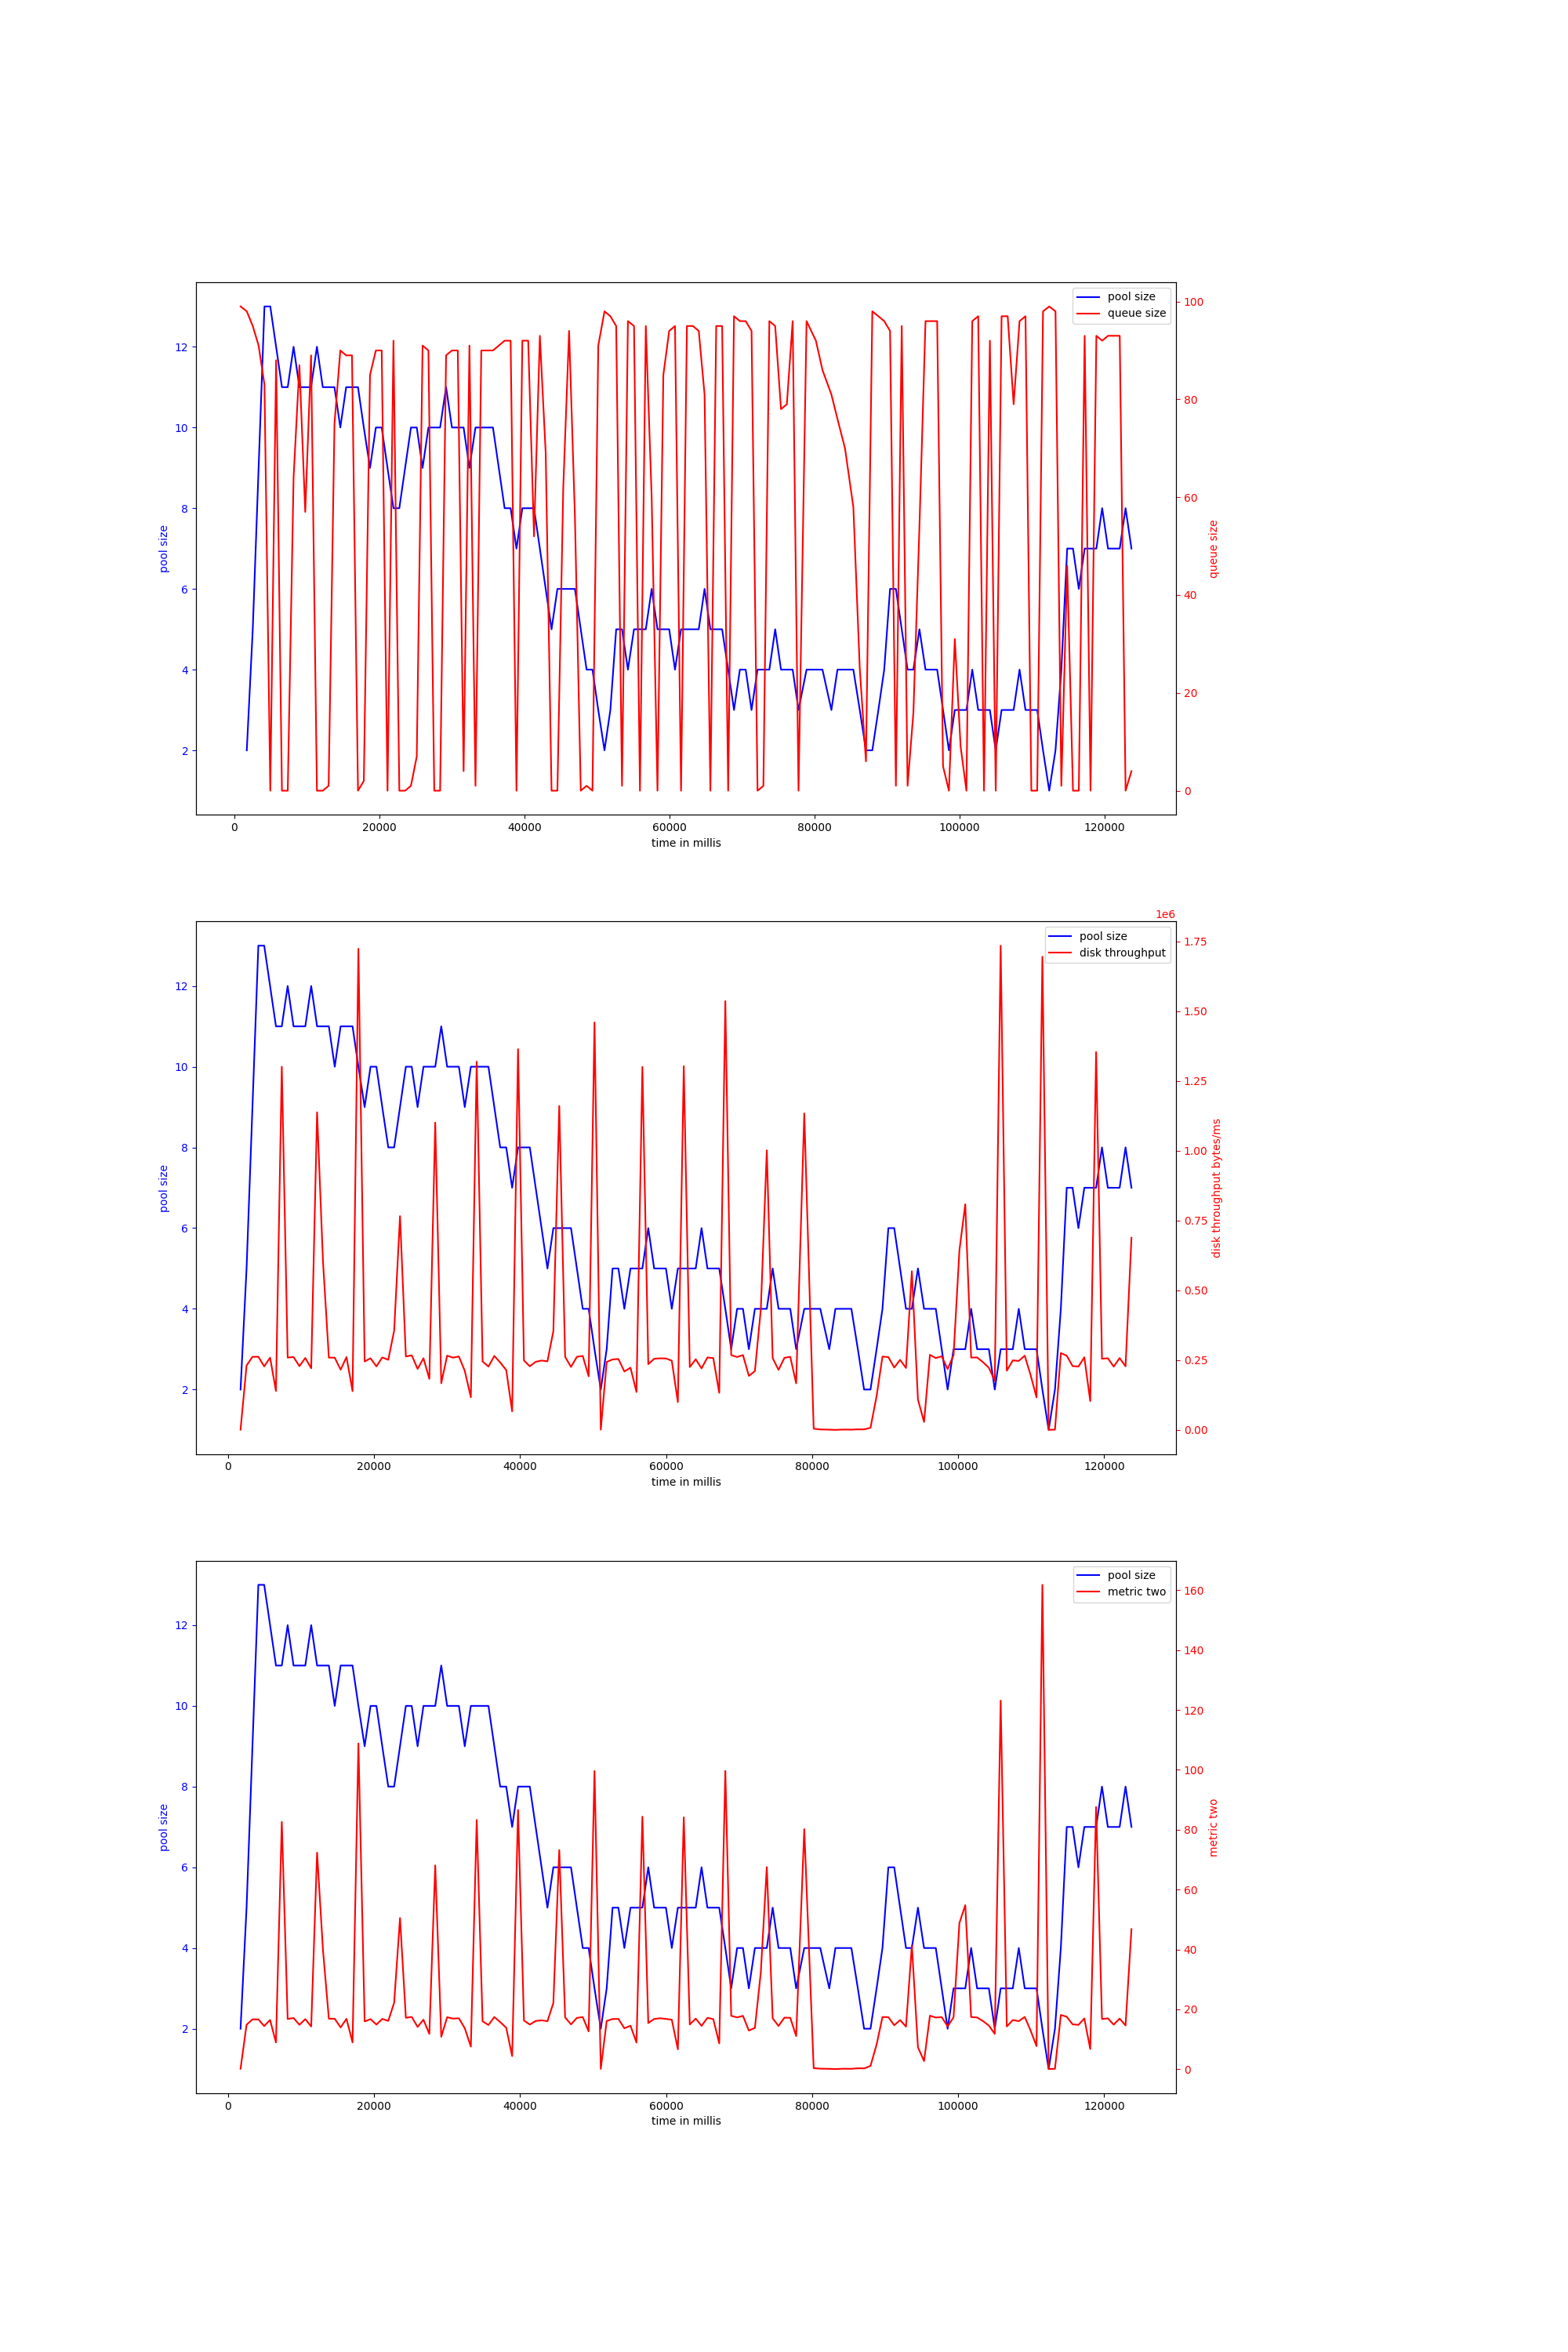 pool size
queue size
12
10
8
6
4
2
pool size
100
80
60
40
20
0
queue size
0 20000 40000 60000 80000 100000 120000
time in millis
1e6
pool size
disk throughput
12
10
8
6
4
2
pool size
1.75
1.50
1.25
1.00
0.75
0.50
0.25
0.00
disk throughput bytes/ms
0 20000 40000 60000 80000 100000 120000
time in millis
pool size
metric two
12
10
8
6
4
2
pool size
160
140
120
100
80
60
40
20
0
metric two
0 20000 40000 60000 80000 100000 120000
time in millis